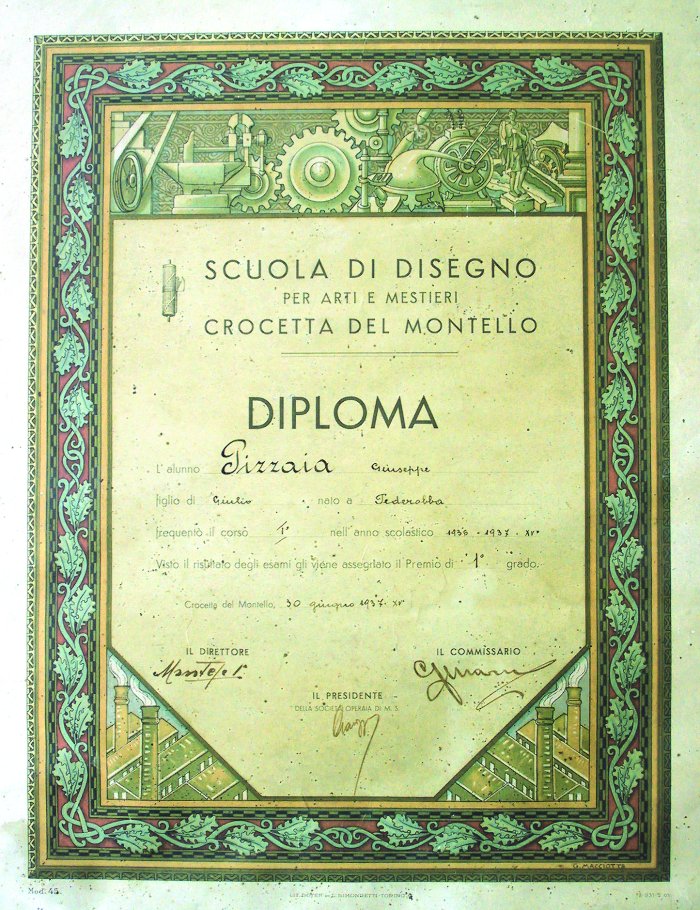 SCUOLA DI DISEGNO
PER ARTI E MESTIERI
CROCETTA DEL MONTELLO
DIPLOMA
L'alunno Pizzaia Giuseppe
figlio di Giulio nato a Pederobba
frequentò il corso I° nell'anno scolastico 1936-1937-XV°
Visto il risultato degli esami gli viene assegnato il Premio di 1° grado.
Crocetta del Montello, 30 giugno 1937-XV°
IL DIRETTORE
IL COMMISSARIO
IL PRESIDENTE
DELLA SOCIETÀ OPERAIA DI M. S.
G. MACCIOTTA
Mod. 45.
SIMONDETTI-TORINO